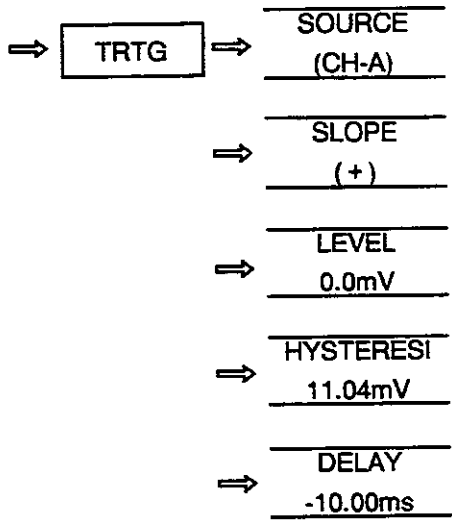 TRTG
SOURCE
(CH-A)
SLOPE
(+)
LEVEL
0.0mV
HYSTERESI
11.04mV
DELAY
-10.00ms